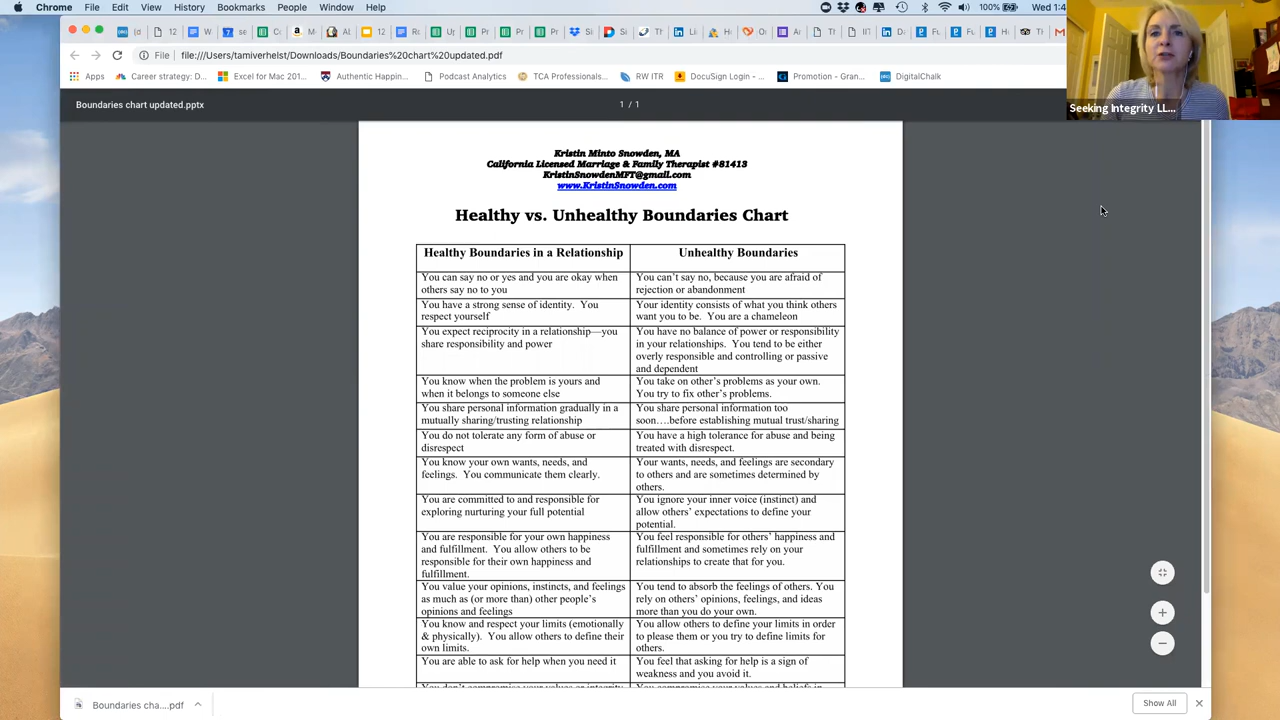 Chrome File Edit View History Bookmarks People Window Help 100% Wed 1:4
File file:///Users/tamiverhelst/Downloads/Boundaries%20chart%20updated.pdf
Apps Career strategy: D... Excel for Mac 201... Authentic Happin... Podcast Analytics TCA Professionals... RW ITR DocuSign Login - ... Promotion - Gran... DigitalChalk
Seeking Integrity LL...
Boundaries chart updated.pptx 1 / 1
Kristin Minto Snowden, MA
California Licensed Marriage & Family Therapist #81413
KristinSnowdenMFT@gmail.com
www.KristinSnowden.com
Healthy vs. Unhealthy Boundaries Chart
Healthy Boundaries in a Relationship
Unhealthy Boundaries
You can say no or yes and you are okay when
others say no to you
You can't say no, because you are afraid of
rejection or abandonment
You have a strong sense of identity. You
respect yourself
Your identity consists of what you think others
want you to be. You are a chameleon
You expect reciprocity in a relationship—you
share responsibility and power
You have no balance of power or responsibility
in your relationships. You tend to be either
overly responsible and controlling or passive
and dependent
You know when the problem is yours and
when it belongs to someone else
You take on other's problems as your own.
You try to fix other's problems.
You share personal information gradually in a
mutually sharing/trusting relationship
You share personal information too
soon….before establishing mutual trust/sharing
You do not tolerate any form of abuse or
disrespect
You have a high tolerance for abuse and being
treated with disrespect.
You know your own wants, needs, and
feelings. You communicate them clearly.
Your wants, needs, and feelings are secondary
to others and are sometimes determined by
others.
You are committed to and responsible for
exploring nurturing your full potential
You ignore your inner voice (instinct) and
allow others' expectations to define your
potential.
You are responsible for your own happiness
and fulfillment. You allow others to be
responsible for their own happiness and
fulfillment.
You feel responsible for others' happiness and
fulfillment and sometimes rely on your
relationships to create that for you.
You value your opinions, instincts, and feelings
as much as (or more than) other people's
opinions and feelings
You tend to absorb the feelings of others. You
rely on others' opinions, feelings, and ideas
more than you do your own.
You know and respect your limits (emotionally
& physically). You allow others to define their
own limits.
You allow others to define your limits in order
to please them or you try to define limits for
others.
You are able to ask for help when you need it
You feel that asking for help is a sign of
weakness and you avoid it.
You don't compromise your values or integrity
You compromise your values and beliefs in
Boundaries cha....pdf
Show All